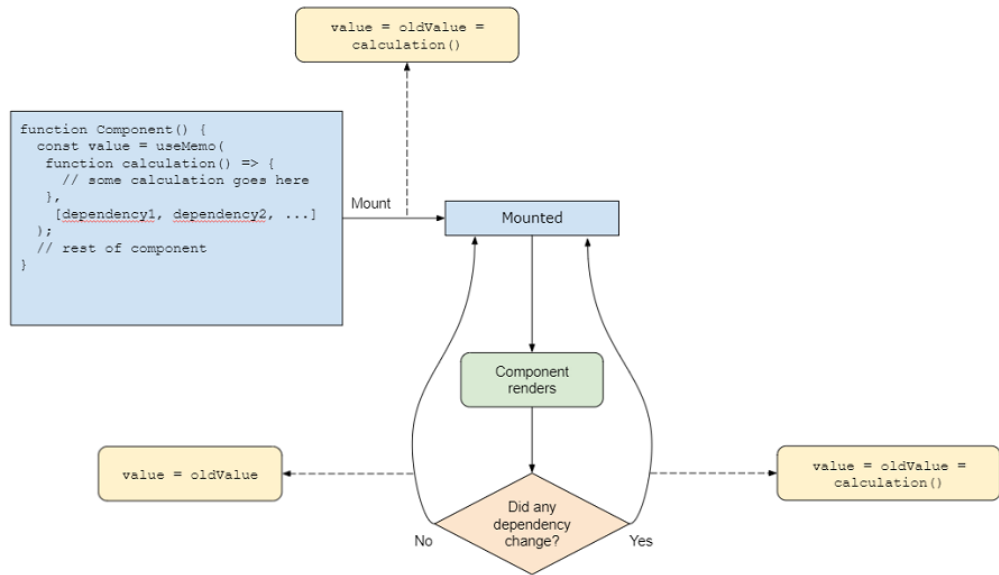 value = oldValue =
calculation()
function Component() {
const value = useMemo(
function calculation() => {
// some calculation goes here
},
[dependency1, dependency2, ...]
);
// rest of component
}
Mount
Mounted
Component
renders
value = oldValue
value = oldValue =
calculation()
Did any
dependency
change?
No
Yes